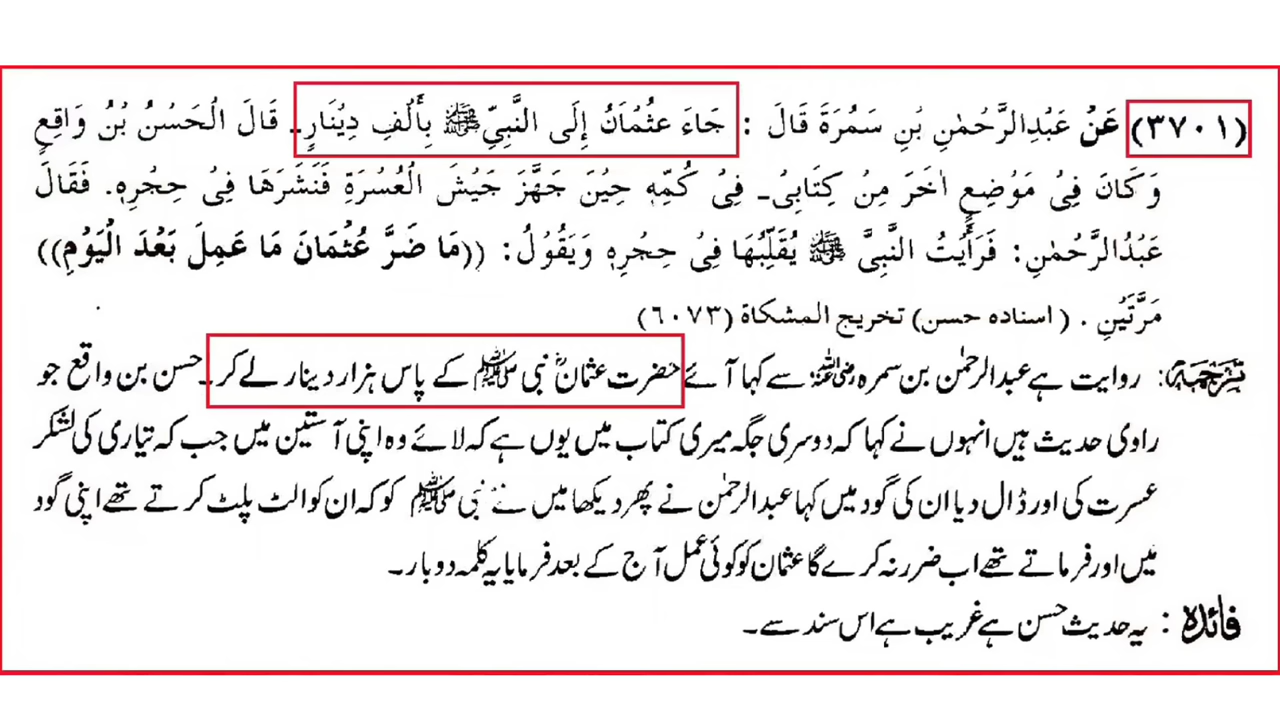 (۳۷۰۱) عَنْ عَبْدِالرَّحْمٰنِ بْنِ سَمُرَةَ قَالَ : جَاءَ عُثْمَانُ إِلَى النَّبِيِّ ﷺ بِأَلْفِ دِيْنَارٍ۔ قَالَ الْحَسَنُ بْنُ وَاقِعٍ
وَكَانَ فِيْ مَوْضِعٍ اٰخَرَ مِنْ كِتَابِيْ۔ فِيْ كُمِّهٖ حِيْنَ جَهَّزَ جَيْشَ الْعُسْرَةِ فَنَشَرَهَا فِيْ حِجْرِهٖ. فَقَالَ
عَبْدُالرَّحْمٰنِ: فَرَأَيْتُ النَّبِيَّ ﷺ يُقَلِّبُهَا فِيْ حِجْرِهٖ وَيَقُوْلُ: ((مَا ضَرَّ عُثْمَانَ مَا عَمِلَ بَعْدَ الْيَوْمِ))
مَرَّتَيْنِ . ( اسنادہ حسن) تخریج المشکاۃ (۶۰۷۳)
ترجمہ: روایت ہے عبدالرحمٰن بن سمرہ رضی اللہ عنہ سے کہا آئے حضرت عثمانؓ نبی ﷺ کے پاس ہزار دینار لے کر۔ حسن بن واقع جو
راوی حدیث ہیں انہوں نے کہا کہ دوسری جگہ میری کتاب میں یوں ہے کہ لائے وہ اپنی آستین میں جب کہ تیاری کی لشکر
عسرت کی اور ڈال دیا ان کی گود میں کہا عبدالرحمٰن نے پھر دیکھا میں نے نبی ﷺ کو کہ ان کو الٹ پلٹ کرتے تھے اپنی گود
میں اور فرماتے تھے اب ضرر نہ کرے گا عثمان کو کوئی عمل آج کے بعد فرمایا یہ کلمہ دو بار۔
فائدہ : یہ حدیث حسن ہے غریب ہے اس سند سے۔